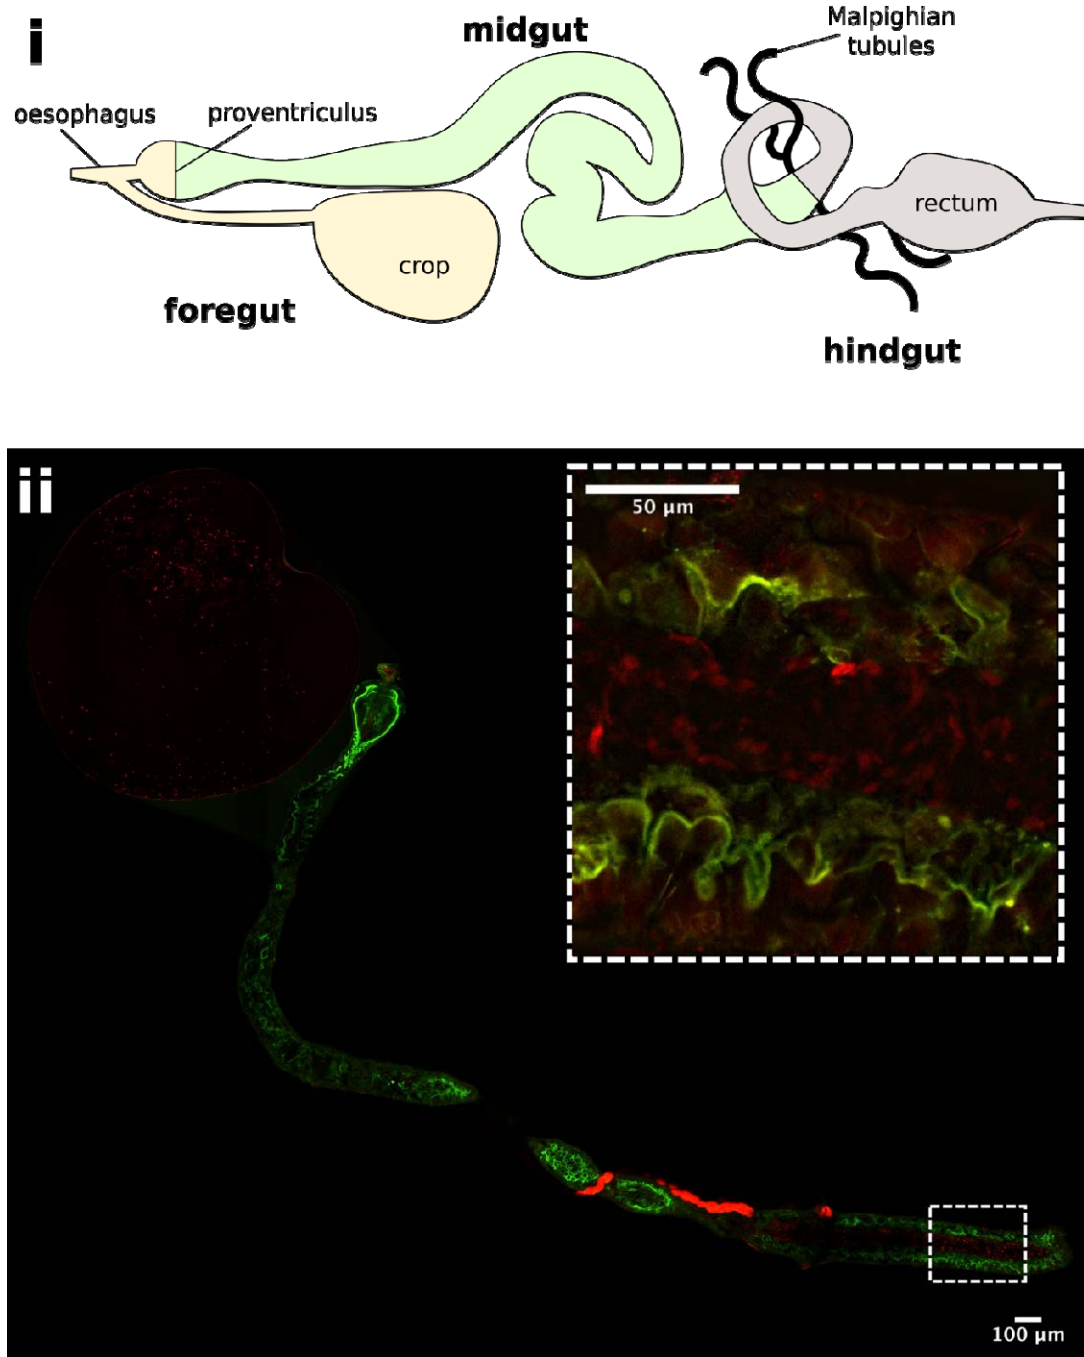 i
midgut
Malpighian
tubules
oesophagus
proventriculus
rectum
crop
foregut
hindgut
ii
50 µm
100 µm